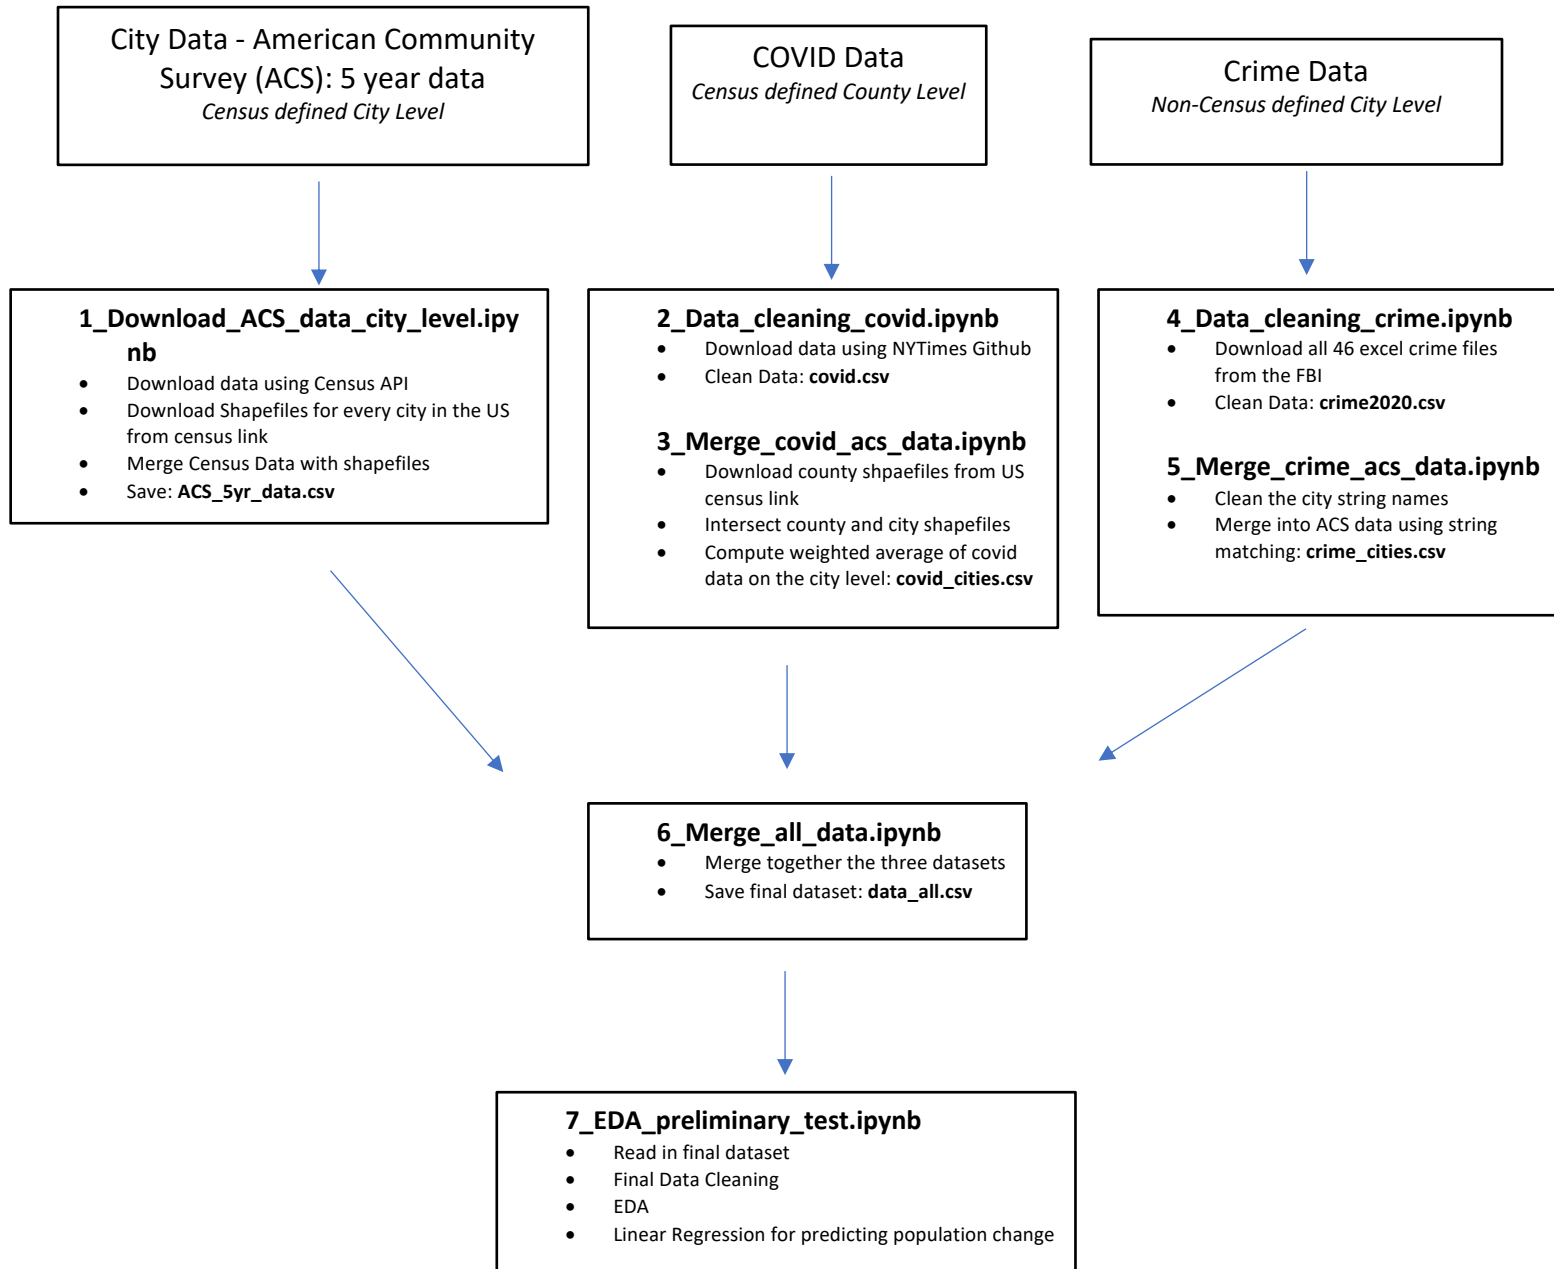 City Data - American Community
Survey (ACS): 5 year data
Census defined City Level
COVID Data
Census defined County Level
Crime Data
Non-Census defined City Level
1_Download_ACS_data_city_level.ipy
nb
• Download data using Census API
• Download Shapefiles for every city in the US
from census link
• Merge Census Data with shapefiles
• Save: ACS_5yr_data.csv
2_Data_cleaning_covid.ipynb
• Download data using NYTimes Github
• Clean Data: covid.csv
3_Merge_covid_acs_data.ipynb
• Download county shpaefiles from US
census link
• Intersect county and city shapefiles
• Compute weighted average of covid
data on the city level: covid_cities.csv
4_Data_cleaning_crime.ipynb
• Download all 46 excel crime files
from the FBI
• Clean Data: crime2020.csv
5_Merge_crime_acs_data.ipynb
• Clean the city string names
• Merge into ACS data using string
matching: crime_cities.csv
6_Merge_all_data.ipynb
• Merge together the three datasets
• Save final dataset: data_all.csv
7_EDA_preliminary_test.ipynb
• Read in final dataset
• Final Data Cleaning
• EDA
• Linear Regression for predicting population change